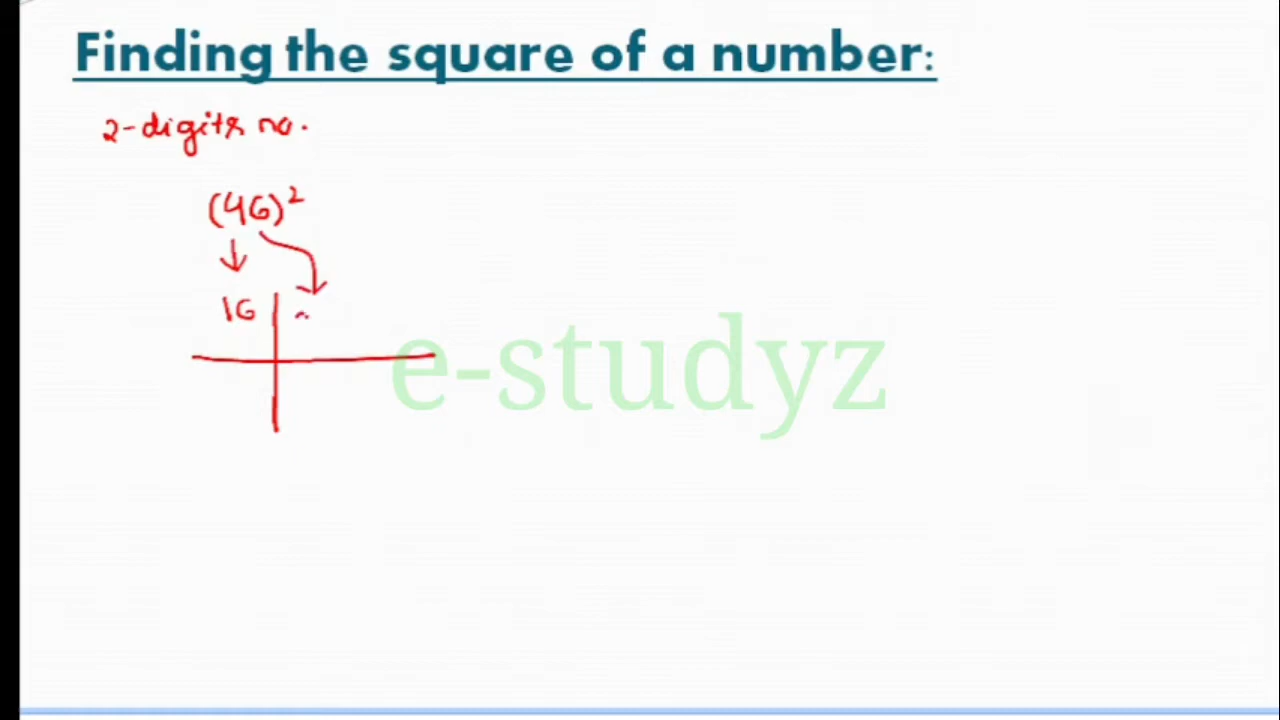 Finding the square of a number:
2-digits no.
(46)²
16
e-studyz